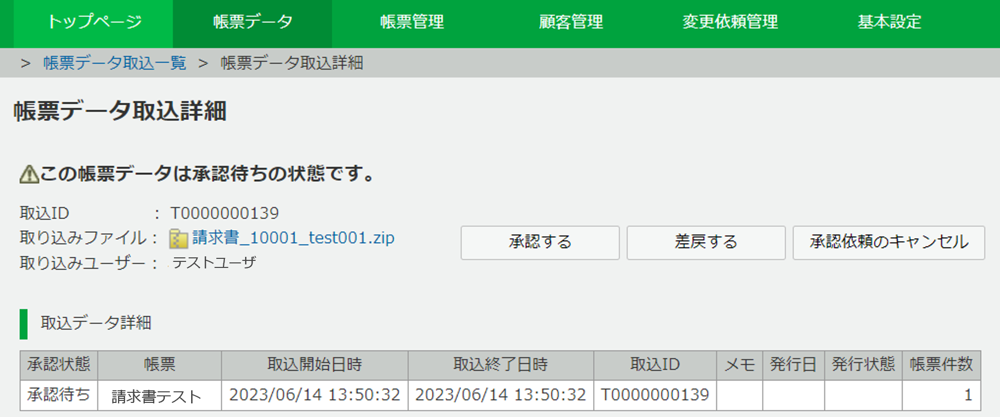 トップページ 帳票データ 帳票管理 顧客管理 変更依頼管理 基本設定
> 帳票データ取込一覧 > 帳票データ取込詳細
帳票データ取込詳細
この帳票データは承認待ちの状態です。
取込ID : T0000000139
取り込みファイル : 請求書_10001_test001.zip
承認する 差戻する 承認依頼のキャンセル
取り込みユーザー : テストユーザ
取込データ詳細
承認状態 帳票 取込開始日時 取込終了日時 取込ID メモ 発行日 発行状態 帳票件数
承認待ち 請求書テスト 2023/06/14 13:50:32 2023/06/14 13:50:32 T0000000139 1